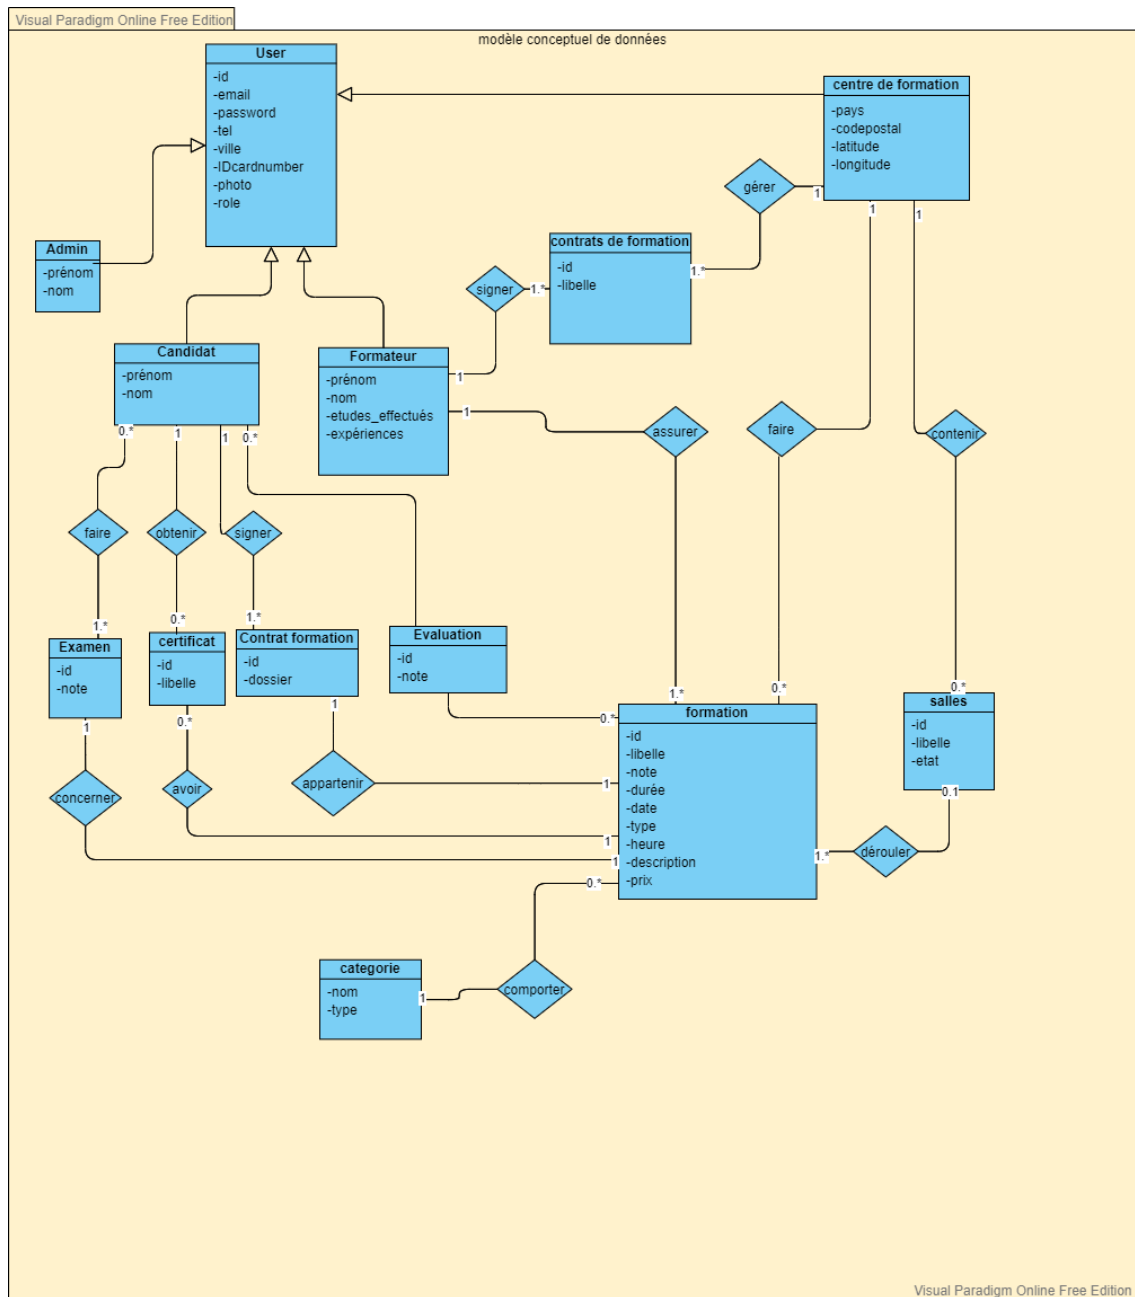 Visual Paradigm Online Free Edition
modèle conceptuel de données
User
-id
-email
-password
-tel
-ville
-IDcardnumber
-photo
-role
centre de formation
-pays
-codepostal
-latitude
-longitude
gérer
1
1
1
Admin
-prénom
-nom
contrats de formation
-id
-libelle
1.*
signer
1.*
Candidat
-prénom
-nom
Formateur
-prénom
-nom
-etudes_effectués
-expériences
1
1
assurer
faire
contenir
0.*
1
1
0.*
faire
obtenir
signer
1.*
0.*
1.*
Examen
-id
-note
certificat
-id
-libelle
Contrat formation
-id
-dossier
Evaluation
-id
-note
1.*
0.*
0.*
salles
-id
-libelle
-etat
formation
-id
-libelle
-note
-durée
-date
-type
-heure
-description
-prix
1
0.*
1
0.*
concerner
avoir
appartenir
1
1
1
0.*
0.1
1.*
dérouler
categorie
-nom
-type
1
comporter
Visual Paradigm Online Free Edition